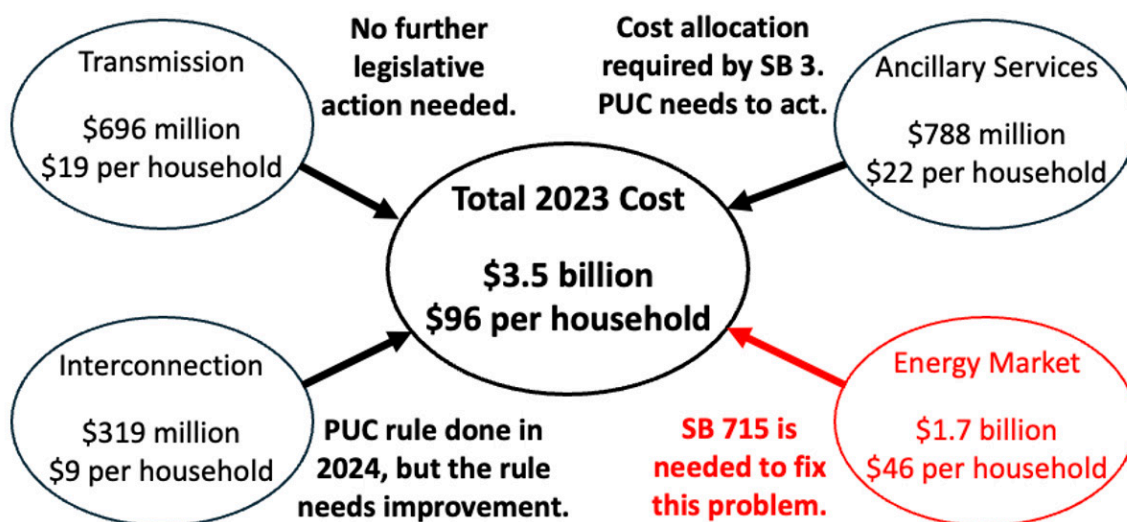 Transmission
$696 million
$19 per household
No further
legislative
action needed.
Cost allocation
required by SB 3.
PUC needs to act.
Ancillary Services
$788 million
$22 per household
Total 2023 Cost
$3.5 billion
$96 per household
Interconnection
$319 million
$9 per household
PUC rule done in
2024, but the rule
needs improvement.
SB 715 is
needed to fix
this problem.
Energy Market
$1.7 billion
$46 per household